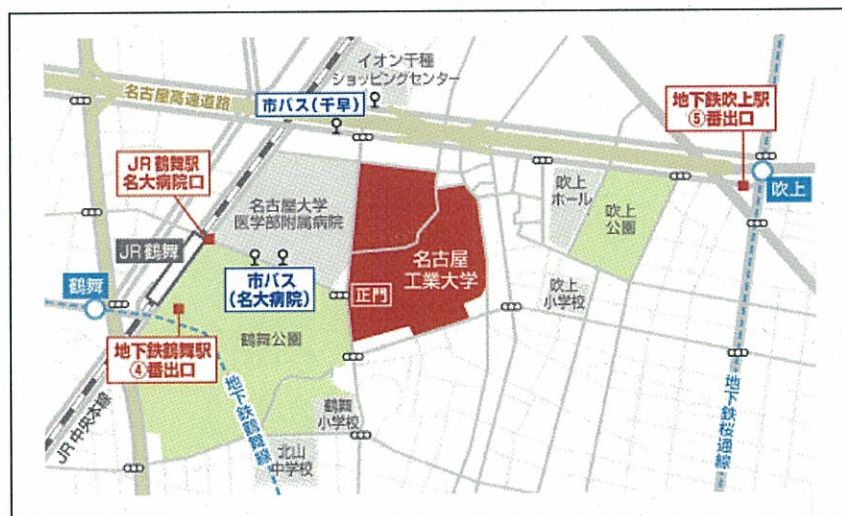 イオン千種
ショッピングセンター
名古屋高速道路
市バス(千早)
地下鉄吹上駅
⑤番出口
JR鶴舞駅
名大病院口
名古屋大学
医学部附属病院
吹上
ホール
吹上
公園
吹上
JR鶴舞
名古屋
工業大学
市バス
(名大病院)
正門
吹上
小学校
鶴舞
鶴舞公園
地下鉄鶴舞駅
④番出口
地下鉄鶴舞線
地下鉄桜通線
鶴舞
小学校
JR中央本線
北山
中学校